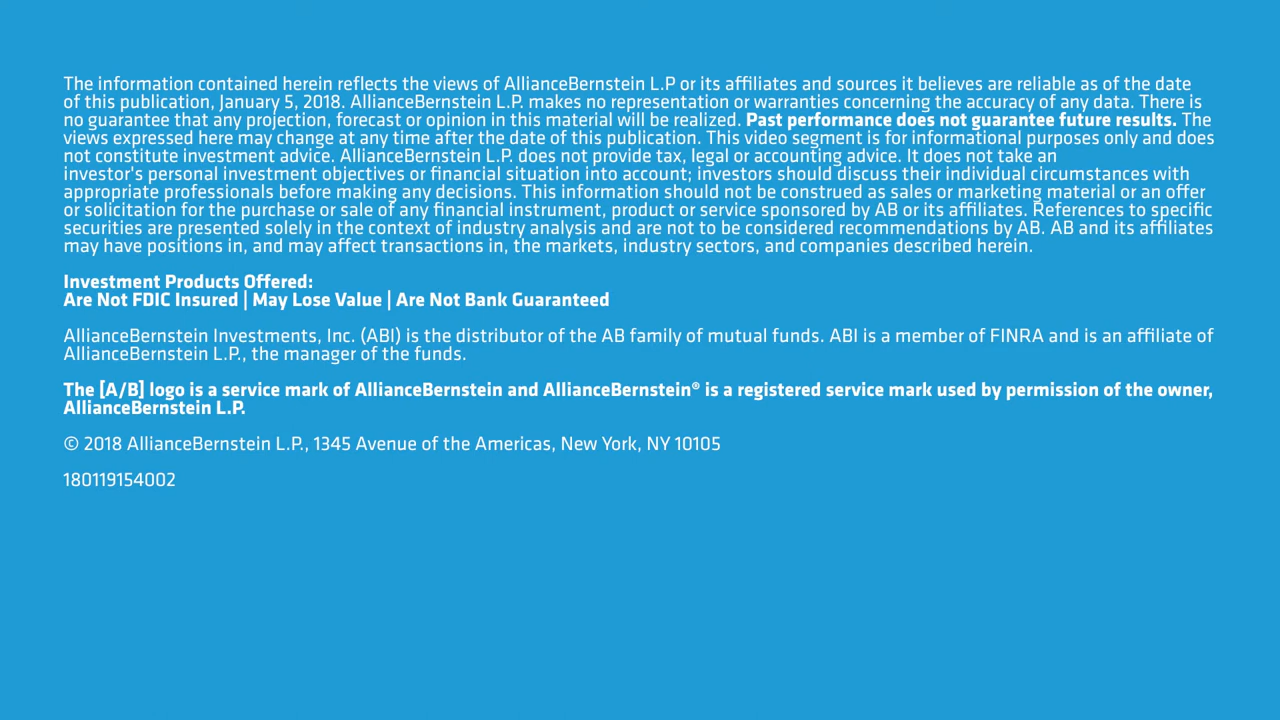 The information contained herein reflects the views of AllianceBernstein L.P or its affiliates and sources it believes are reliable as of the date
of this publication, January 5, 2018. AllianceBernstein L.P. makes no representation or warranties concerning the accuracy of any data. There is
no guarantee that any projection, forecast or opinion in this material will be realized. Past performance does not guarantee future results. The
views expressed here may change at any time after the date of this publication. This video segment is for informational purposes only and does
not constitute investment advice. AllianceBernstein L.P. does not provide tax, legal or accounting advice. It does not take an
investor's personal investment objectives or financial situation into account; investors should discuss their individual circumstances with
appropriate professionals before making any decisions. This information should not be construed as sales or marketing material or an offer
or solicitation for the purchase or sale of any financial instrument, product or service sponsored by AB or its affiliates. References to specific
securities are presented solely in the context of industry analysis and are not to be considered recommendations by AB. AB and its affiliates
may have positions in, and may affect transactions in, the markets, industry sectors, and companies described herein.
Investment Products Offered:
Are Not FDIC Insured | May Lose Value | Are Not Bank Guaranteed
AllianceBernstein Investments, Inc. (ABI) is the distributor of the AB family of mutual funds. ABI is a member of FINRA and is an affiliate of
AllianceBernstein L.P., the manager of the funds.
The [A/B] logo is a service mark of AllianceBernstein and AllianceBernstein® is a registered service mark used by permission of the owner,
AllianceBernstein L.P.
© 2018 AllianceBernstein L.P., 1345 Avenue of the Americas, New York, NY 10105
180119154002